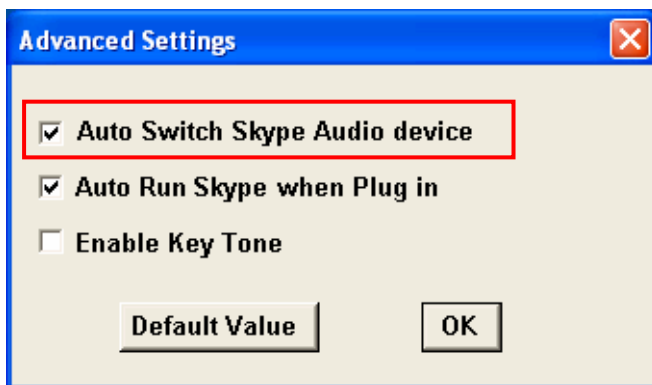 Advanced Settings
Auto Switch Skype Audio device
Auto Run Skype when Plug in
Enable Key Tone
Default Value OK